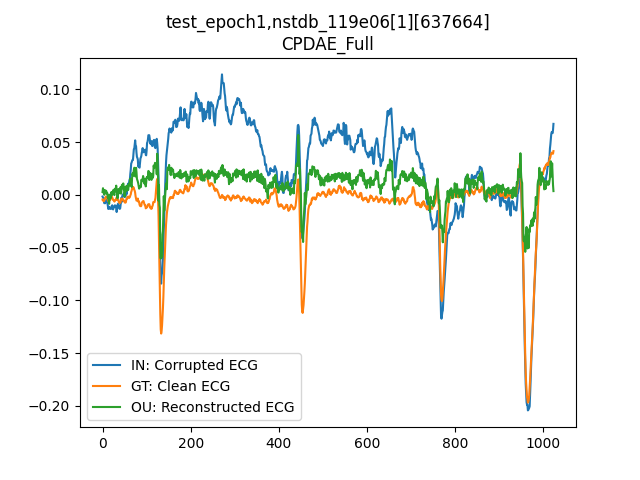 test_epoch1,nstdb_119e06[1][637664]
CPDAE_Full
0.10
0.05
0.00
−0.05
−0.10
−0.15
−0.20
IN: Corrupted ECG
GT: Clean ECG
OU: Reconstructed ECG
0 200 400 600 800 1000